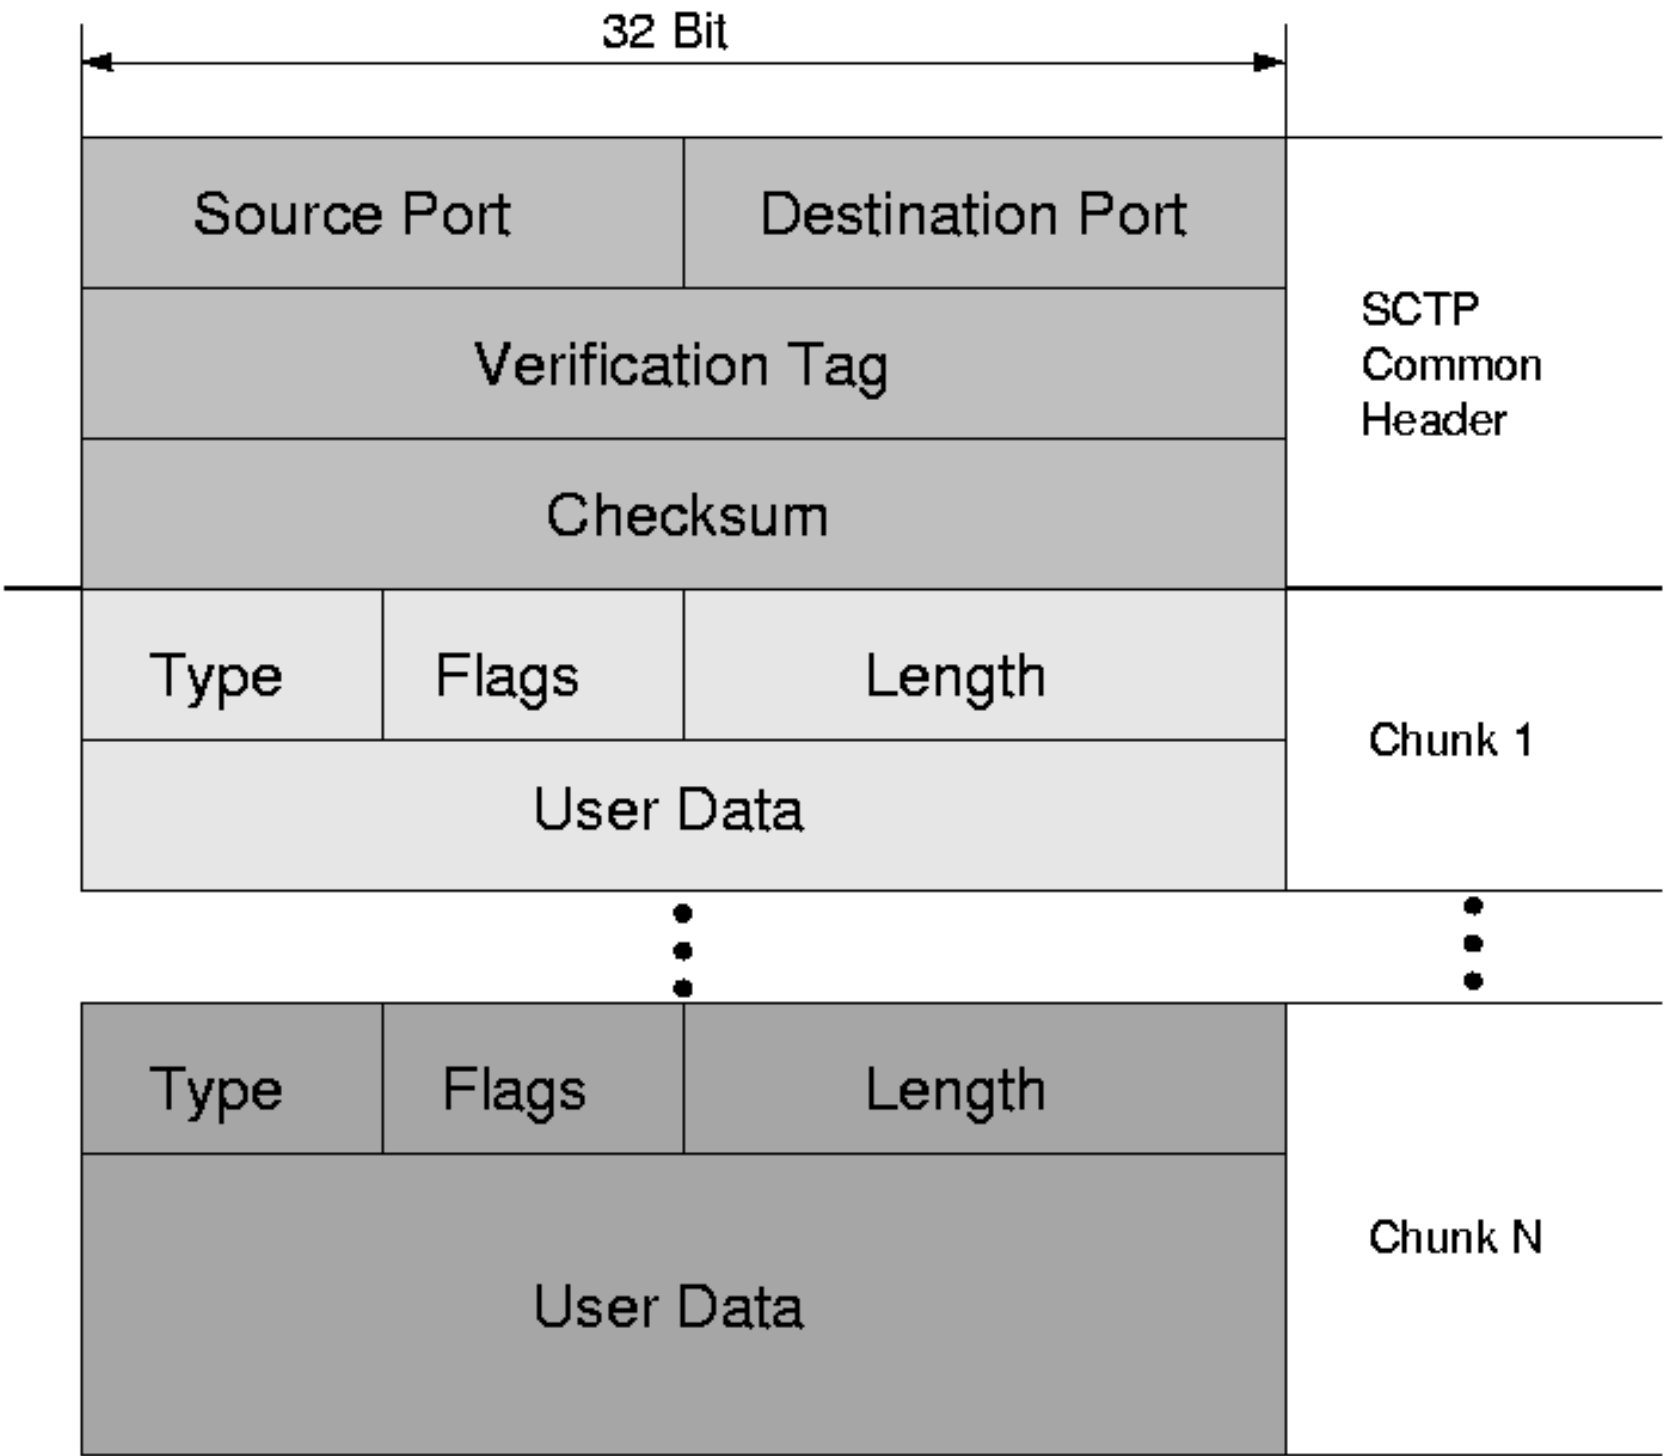 32 Bit
Source Port
Destination Port
Verification Tag
SCTP
Common
Header
Checksum
Type
Flags
Length
Chunk 1
User Data
Type
Flags
Length
Chunk N
User Data